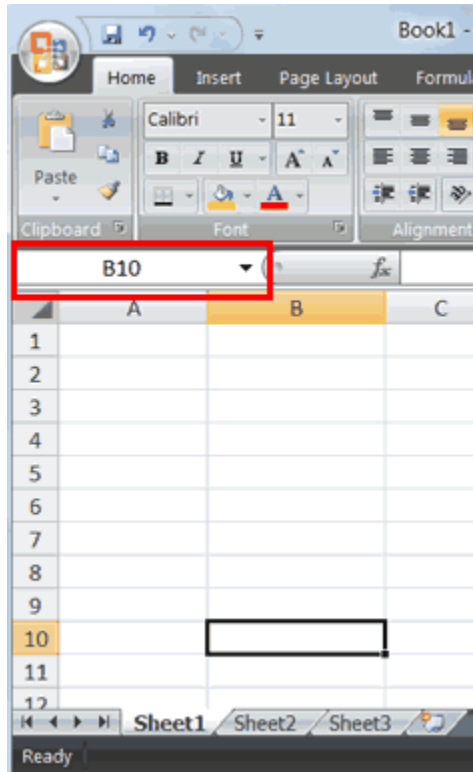 Book1 -
Home Insert Page Layout Formul
Calibri 11
B I U A A
Paste
A
Clipboard Font Alignment
B10 fx
A B C
1
2
3
4
5
6
7
8
9
10
11
12
Sheet1 Sheet2 Sheet3
Ready